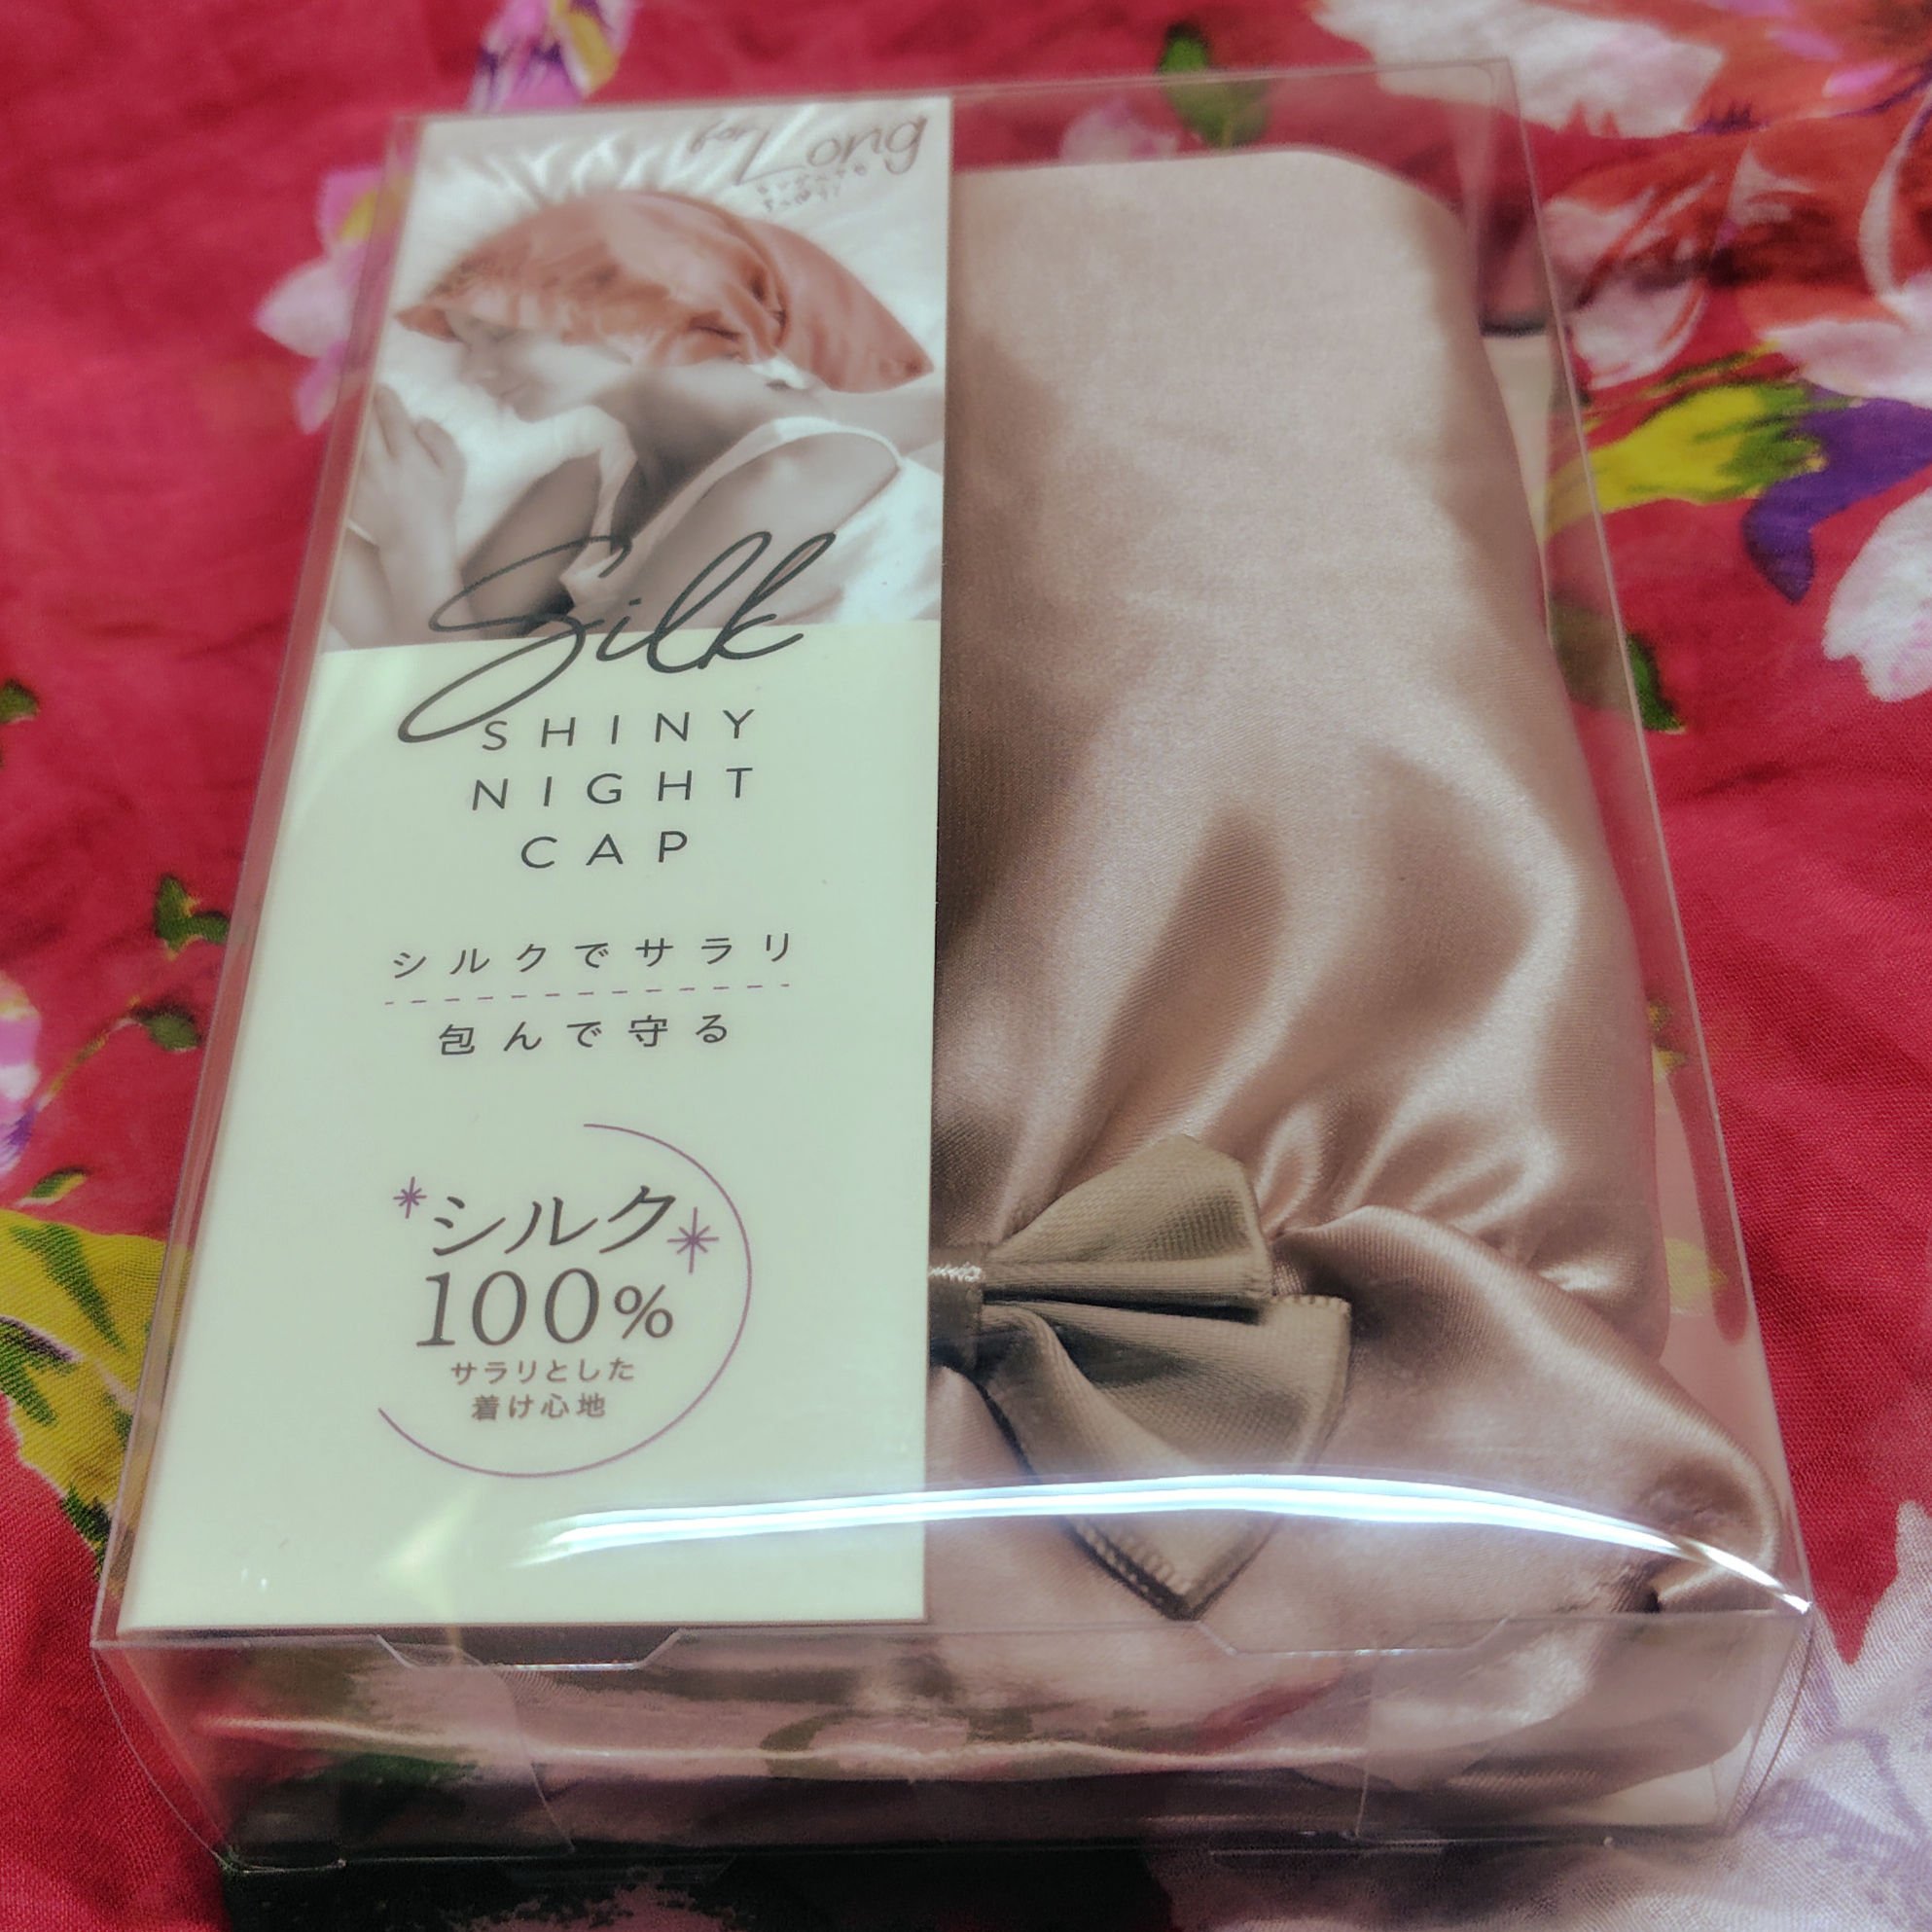 for Long
Silk
SHINY
NIGHT
CAP
シルクでサラリ
包んで守る
シルク
100%
サラリとした
着け心地